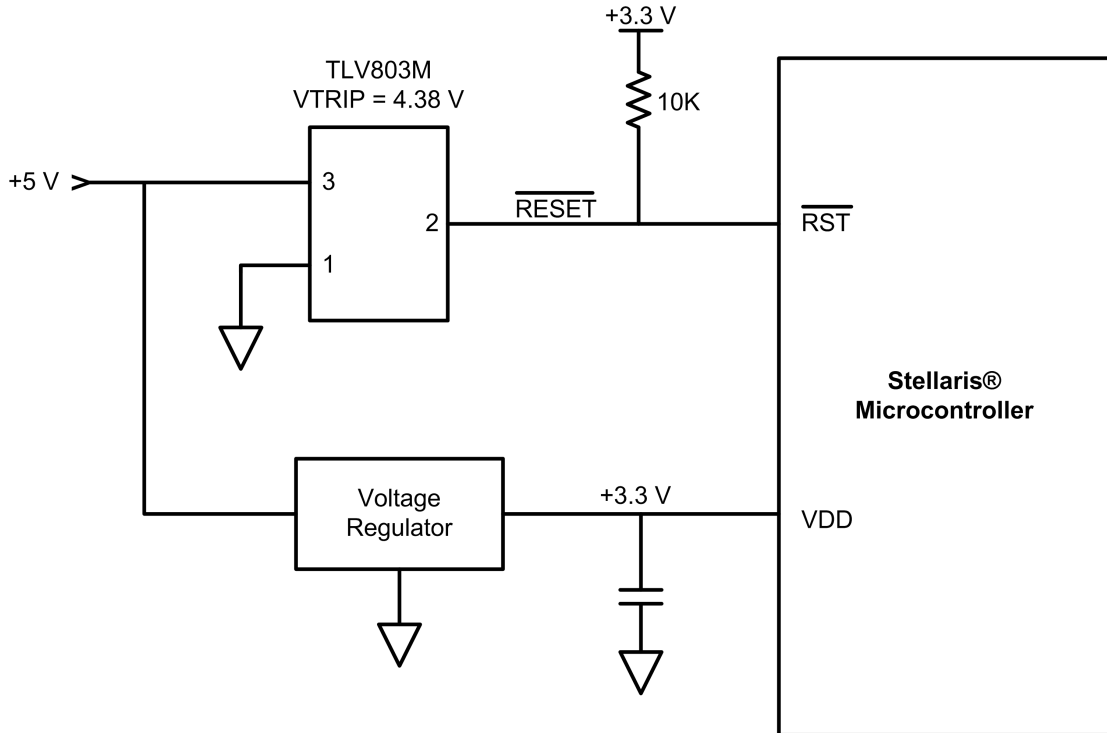 +3.3 V
TLV803M
VTRIP = 4.38 V
10K
+5 V
3
RESET
2
RST
1
Stellaris®
Microcontroller
Voltage
Regulator
+3.3 V
VDD